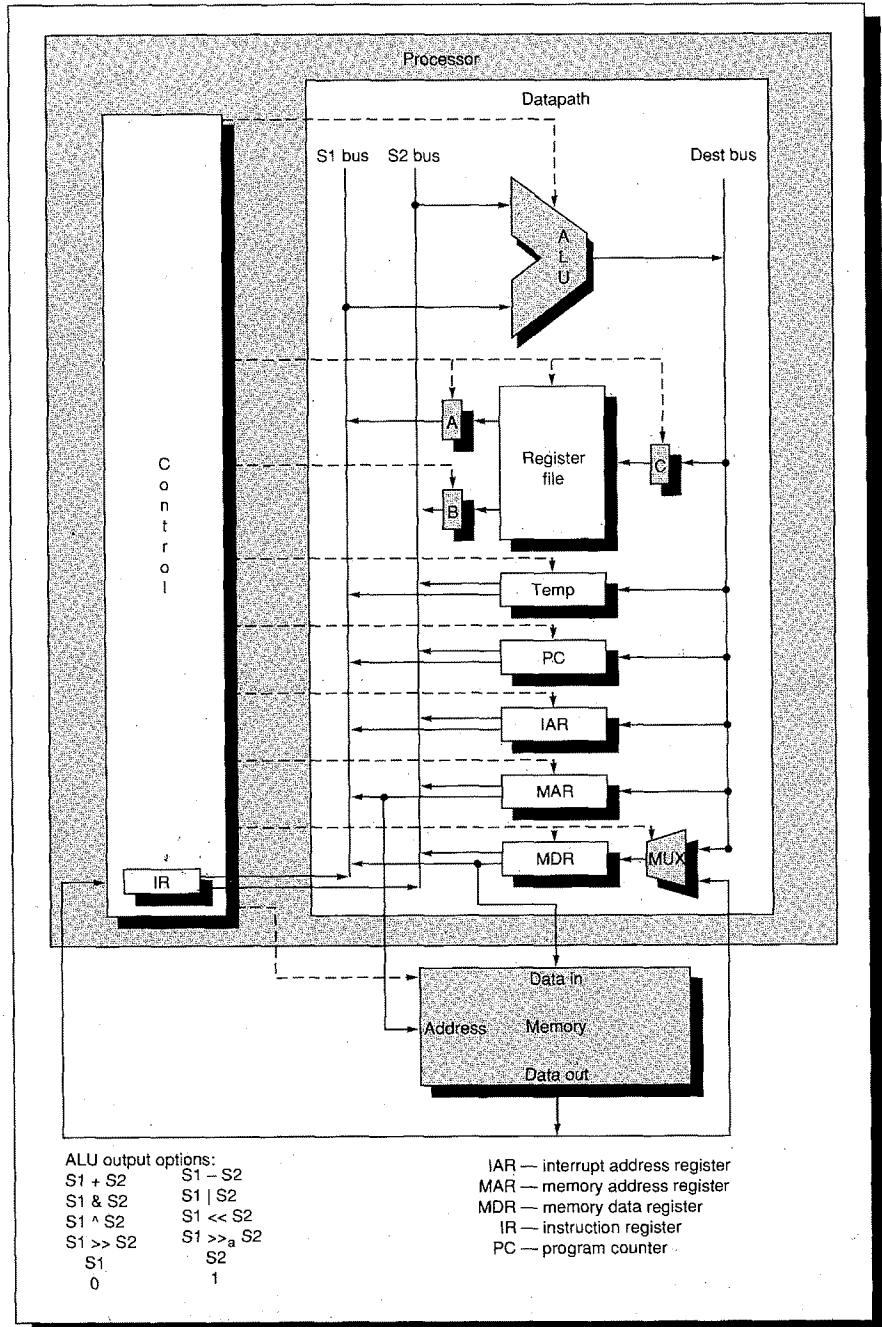 Processor
Datapath
S1 bus
S2 bus
Dest bus
ALU
Control
A
Register
file
C
B
Temp
PC
IAR
MAR
MDR
MUX
IR
Data in
Address
Memory
Data out
ALU output options:
S1 + S2
S1 − S2
S1 & S2
S1 | S2
S1 ^ S2
S1 << S2
S1 >> S2
S1 >>a S2
S1
S2
0
1
IAR — interrupt address register
MAR — memory address register
MDR — memory data register
IR — instruction register
PC — program counter